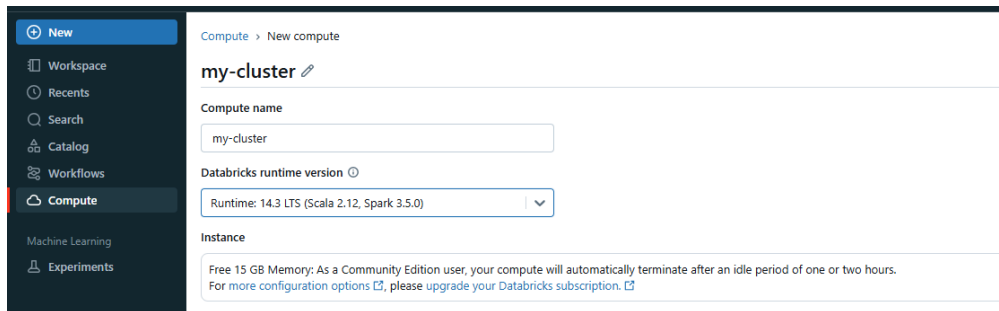 New
Workspace
Recents
Search
Catalog
Workflows
Compute
Machine Learning
Experiments
Compute > New compute
my-cluster
Compute name
my-cluster
Databricks runtime version
Runtime: 14.3 LTS (Scala 2.12, Spark 3.5.0)
Instance
Free 15 GB Memory: As a Community Edition user, your compute will automatically terminate after an idle period of one or two hours.
For more configuration options, please upgrade your Databricks subscription.